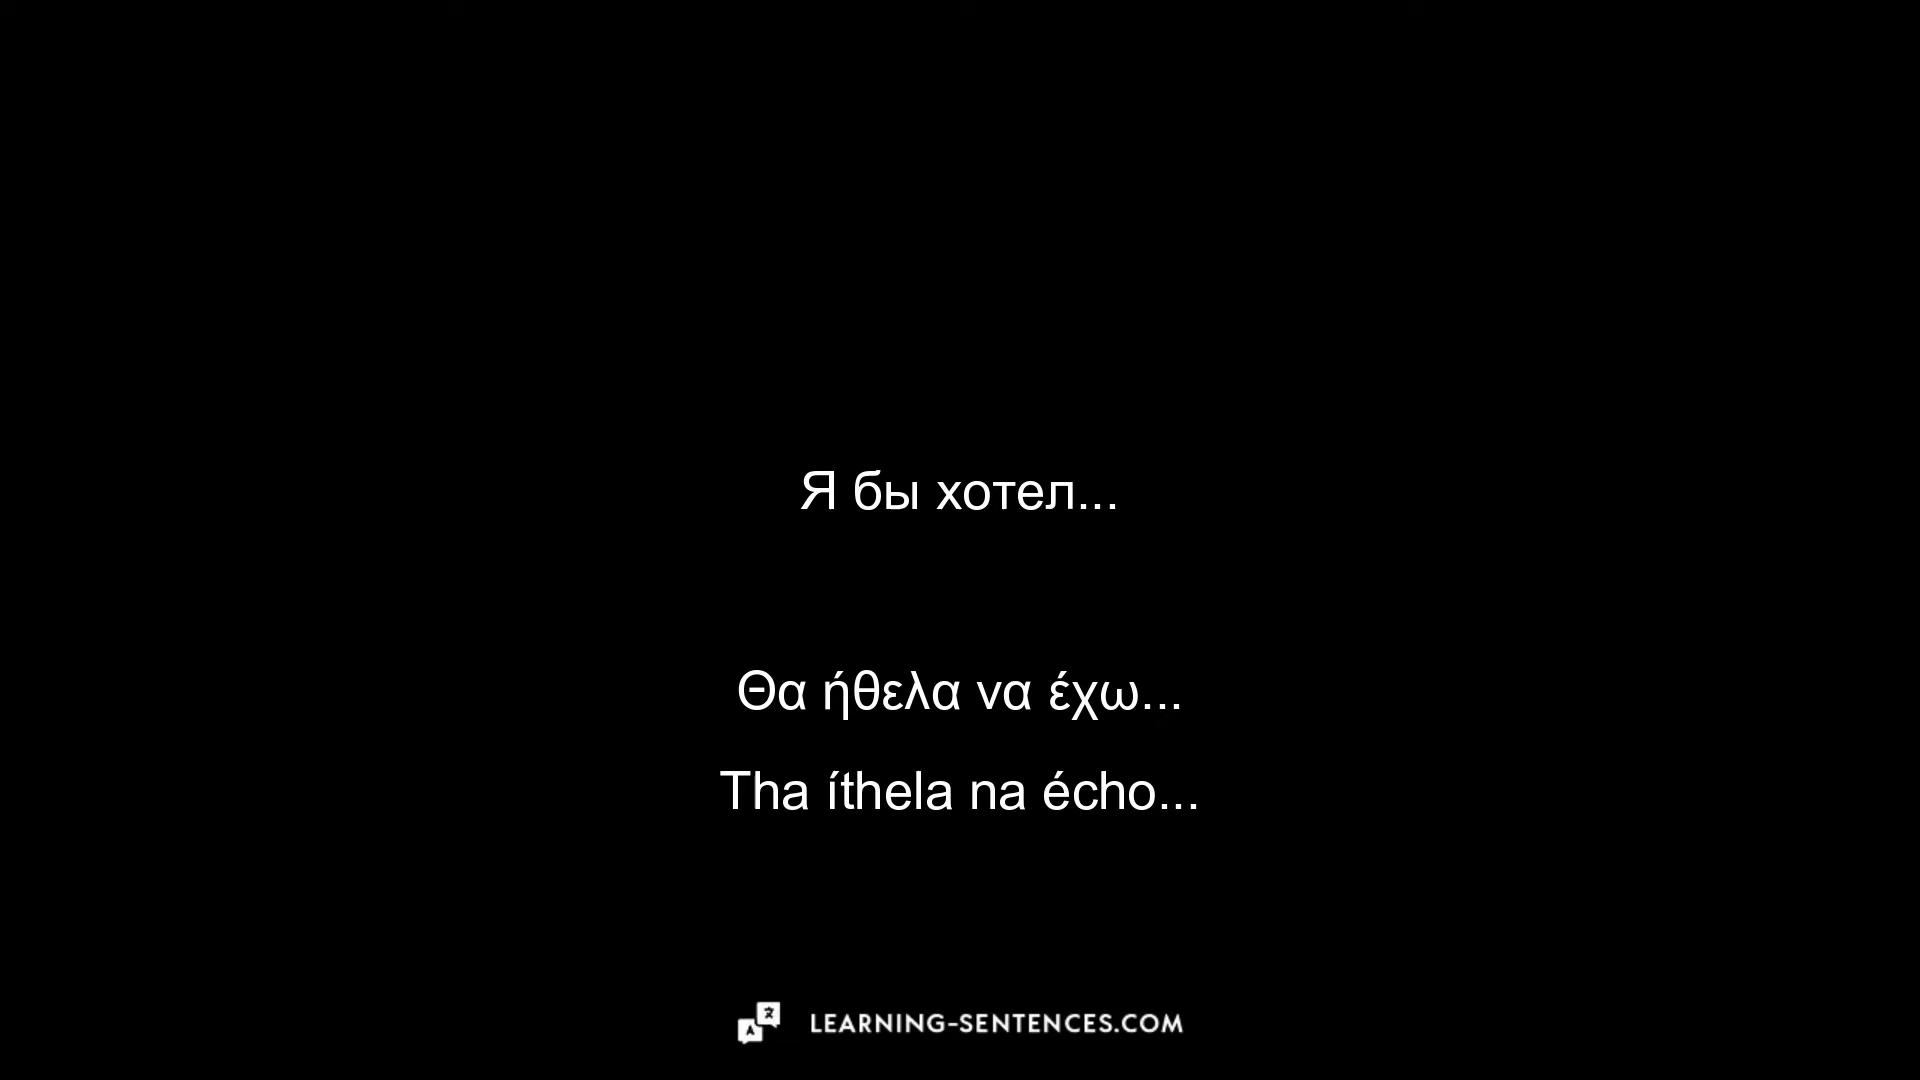 Я бы хотел...
Θα ήθελα να έχω...
Tha íthela na écho...
LEARNING-SENTENCES.COM